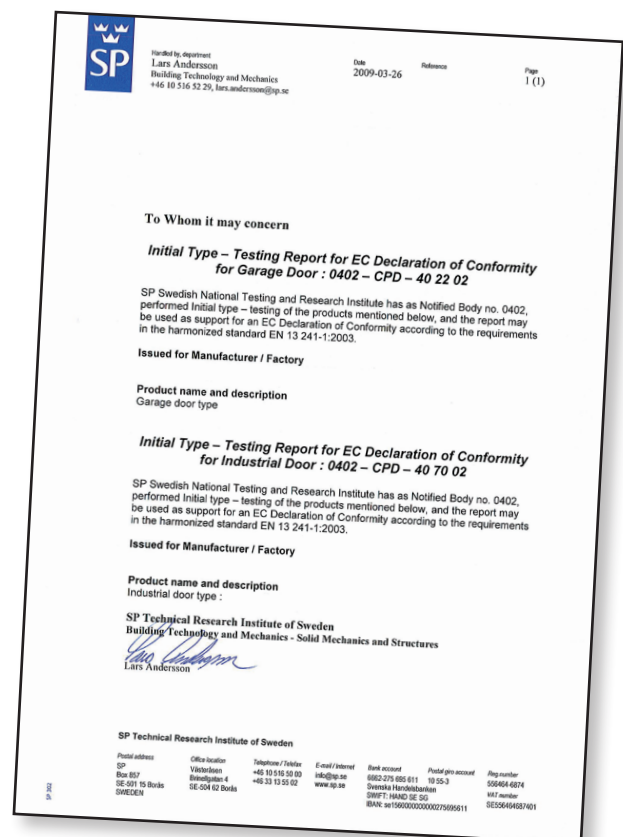 SP
Handled by, department
Lars Andersson
Building Technology and Mechanics
+46 10 516 52 29, lars.andersson@sp.se
Date
2009-03-26
Reference
Page
1 (1)
To Whom it may concern
Initial Type – Testing Report for EC Declaration of Conformity
for Garage Door : 0402 – CPD – 40 22 02
SP Swedish National Testing and Research Institute has as Notified Body no. 0402,
performed Initial type – testing of the products mentioned below, and the report may
be used as support for an EC Declaration of Conformity according to the requirements
in the harmonized standard EN 13 241-1:2003.
Issued for Manufacturer / Factory
Product name and description
Garage door type
Initial Type – Testing Report for EC Declaration of Conformity
for Industrial Door : 0402 – CPD – 40 70 02
SP Swedish National Testing and Research Institute has as Notified Body no. 0402,
performed Initial type – testing of the products mentioned below, and the report may
be used as support for an EC Declaration of Conformity according to the requirements
in the harmonized standard EN 13 241-1:2003.
Issued for Manufacturer / Factory
Product name and description
Industrial door type :
SP Technical Research Institute of Sweden
Building Technology and Mechanics - Solid Mechanics and Structures
Lars Andersson
Lars Andersson
SP Technical Research Institute of Sweden
Postal address
SP
Box 857
SE-501 15 Borås
SWEDEN
Office location
Västeråsen
Brinellgatan 4
SE-504 62 Borås
Telephone / Telefax
+46 10 516 50 00
+46 33 13 55 02
E-mail / Internet
info@sp.se
www.sp.se
Bank account
6662-275 695 611
Svenska Handelsbanken
SWIFT: HAND SE SG
IBAN: se1560000000000275695611
Postal giro account
10 55-3
Reg.number
556464-6874
VAT number
SE556464687401